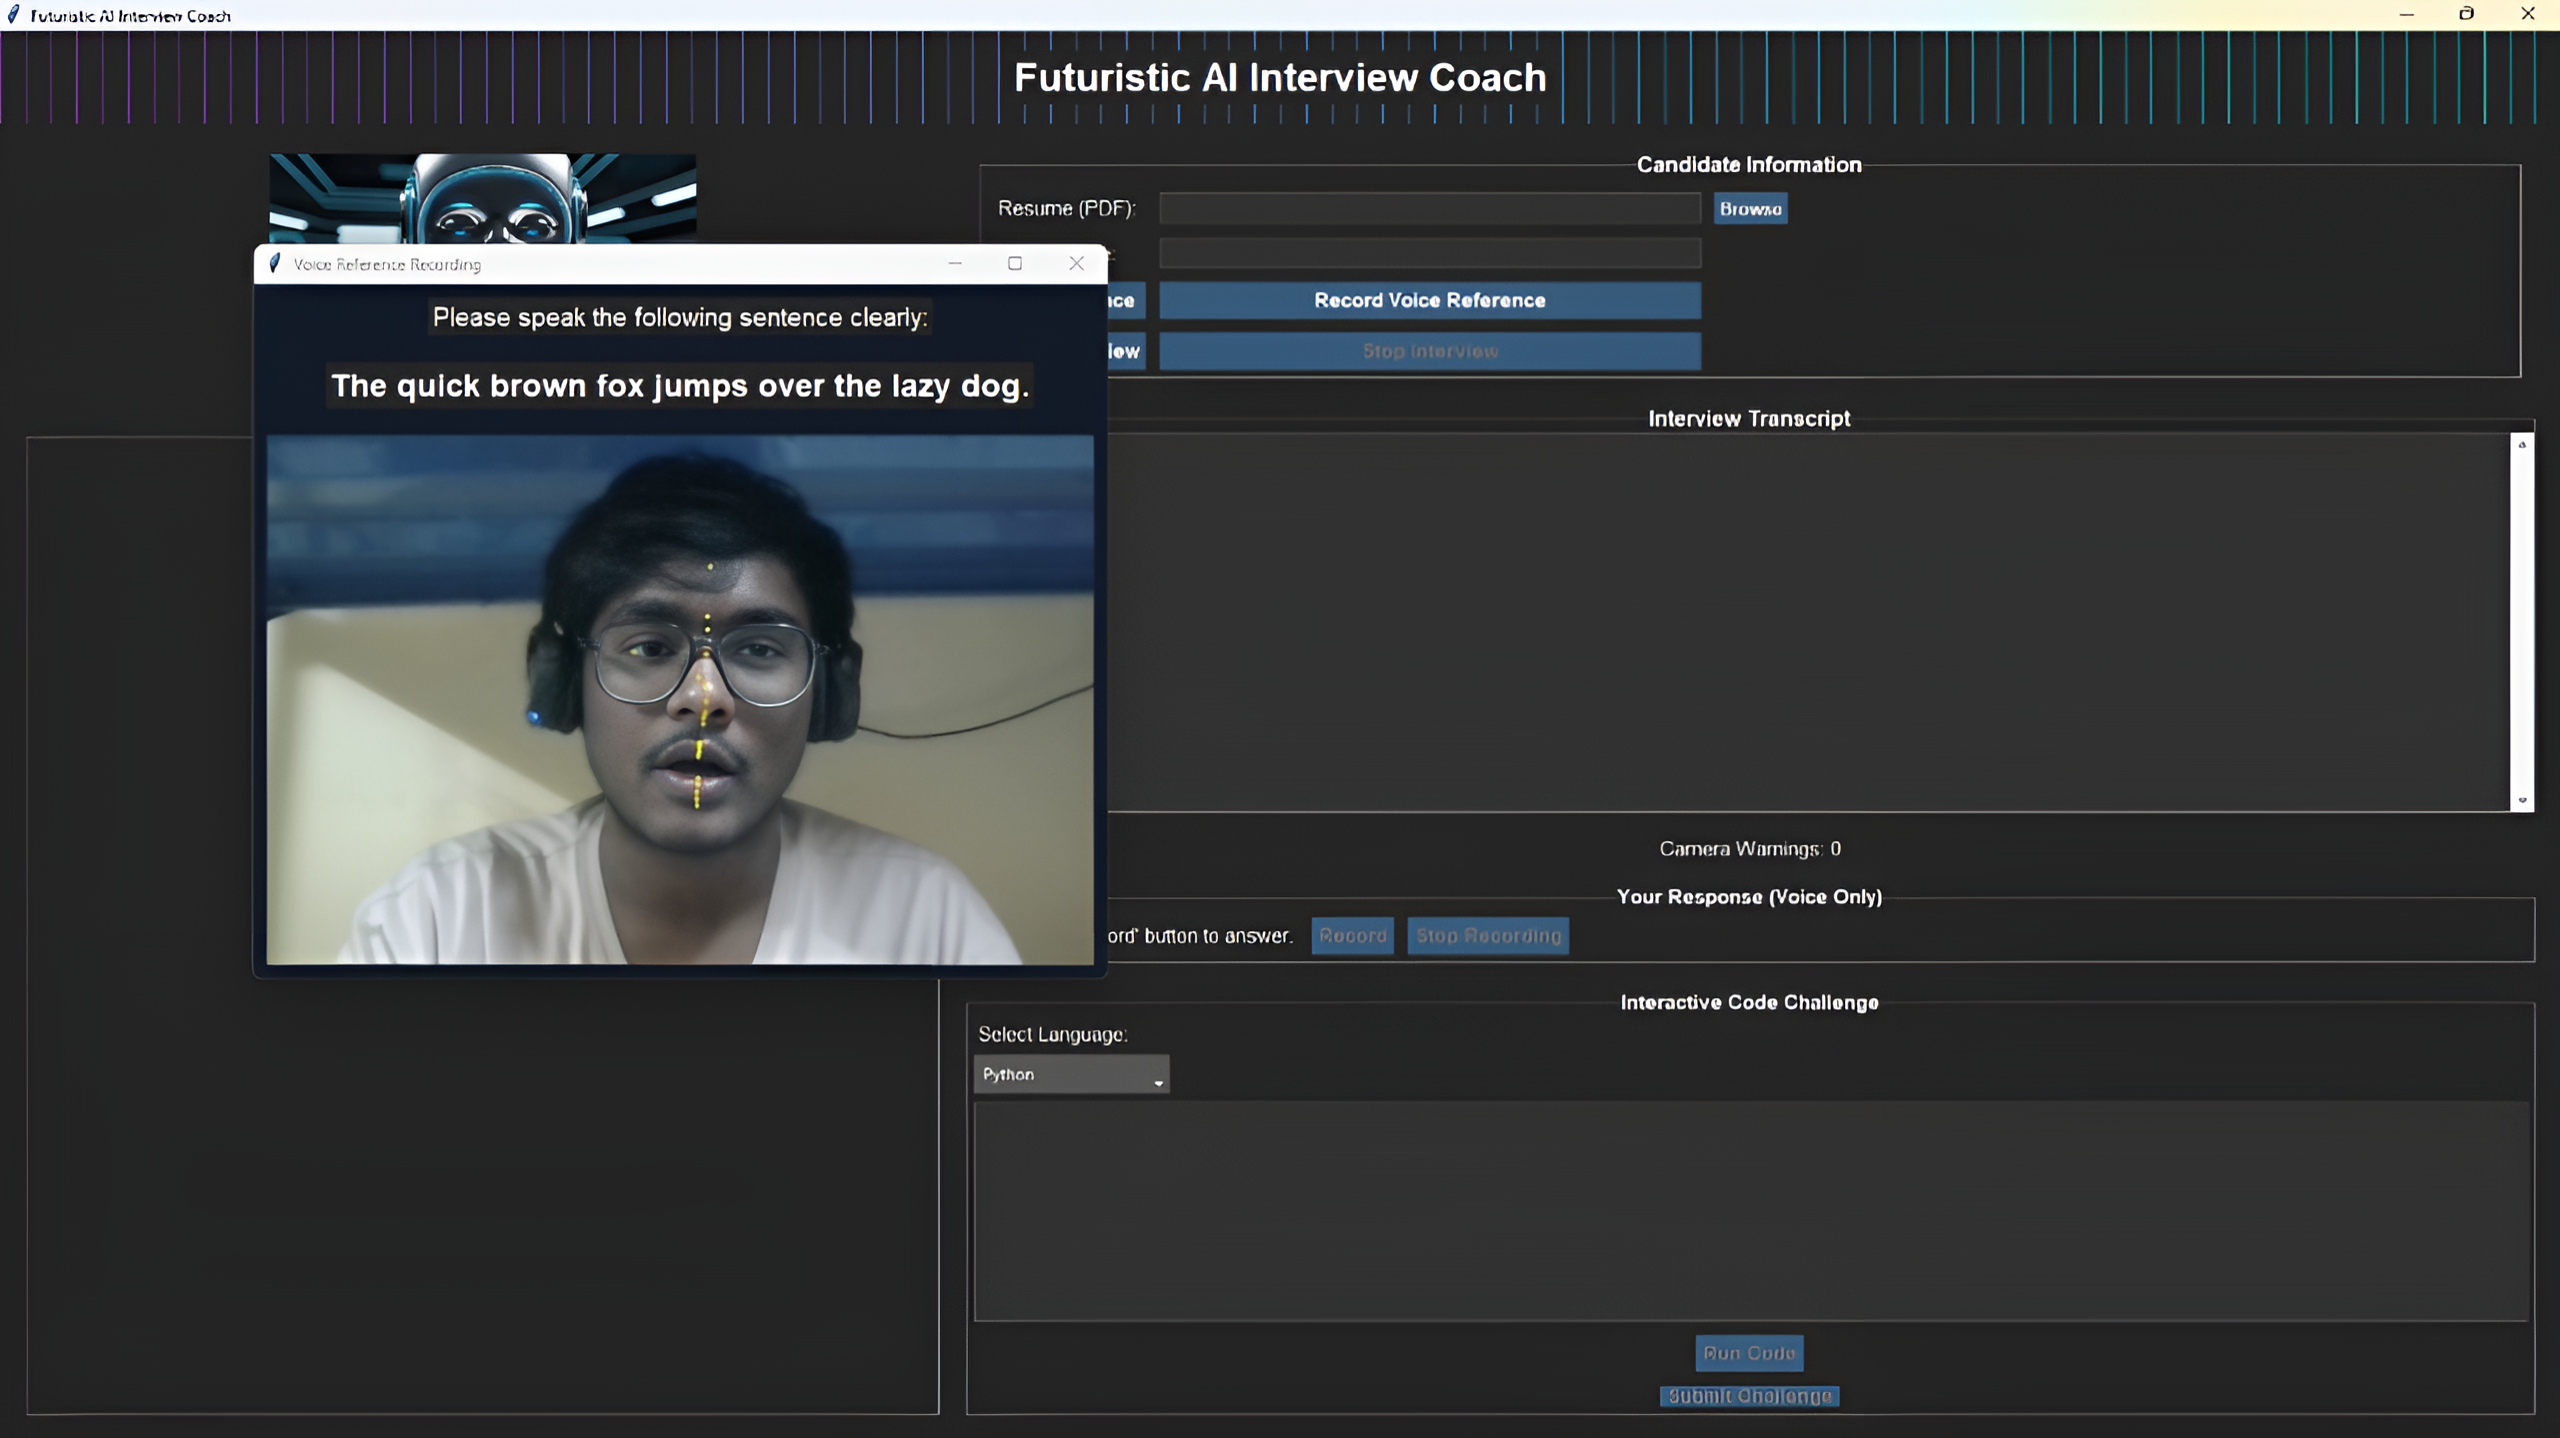 Futuristic AI Interview Coach
Futuristic AI Interview Coach
Candidate Information
Resume (PDF):
Browse
Voice Reference Recording
Please speak the following sentence clearly:
The quick brown fox jumps over the lazy dog.
nce
Record Voice Reference
iew
Stop Interview
Interview Transcript
Camera Warnings: 0
Your Response (Voice Only)
ord' button to answer.
Record
Stop Recording
Interactive Code Challenge
Select Language:
Python
Run Code
Submit Challenge